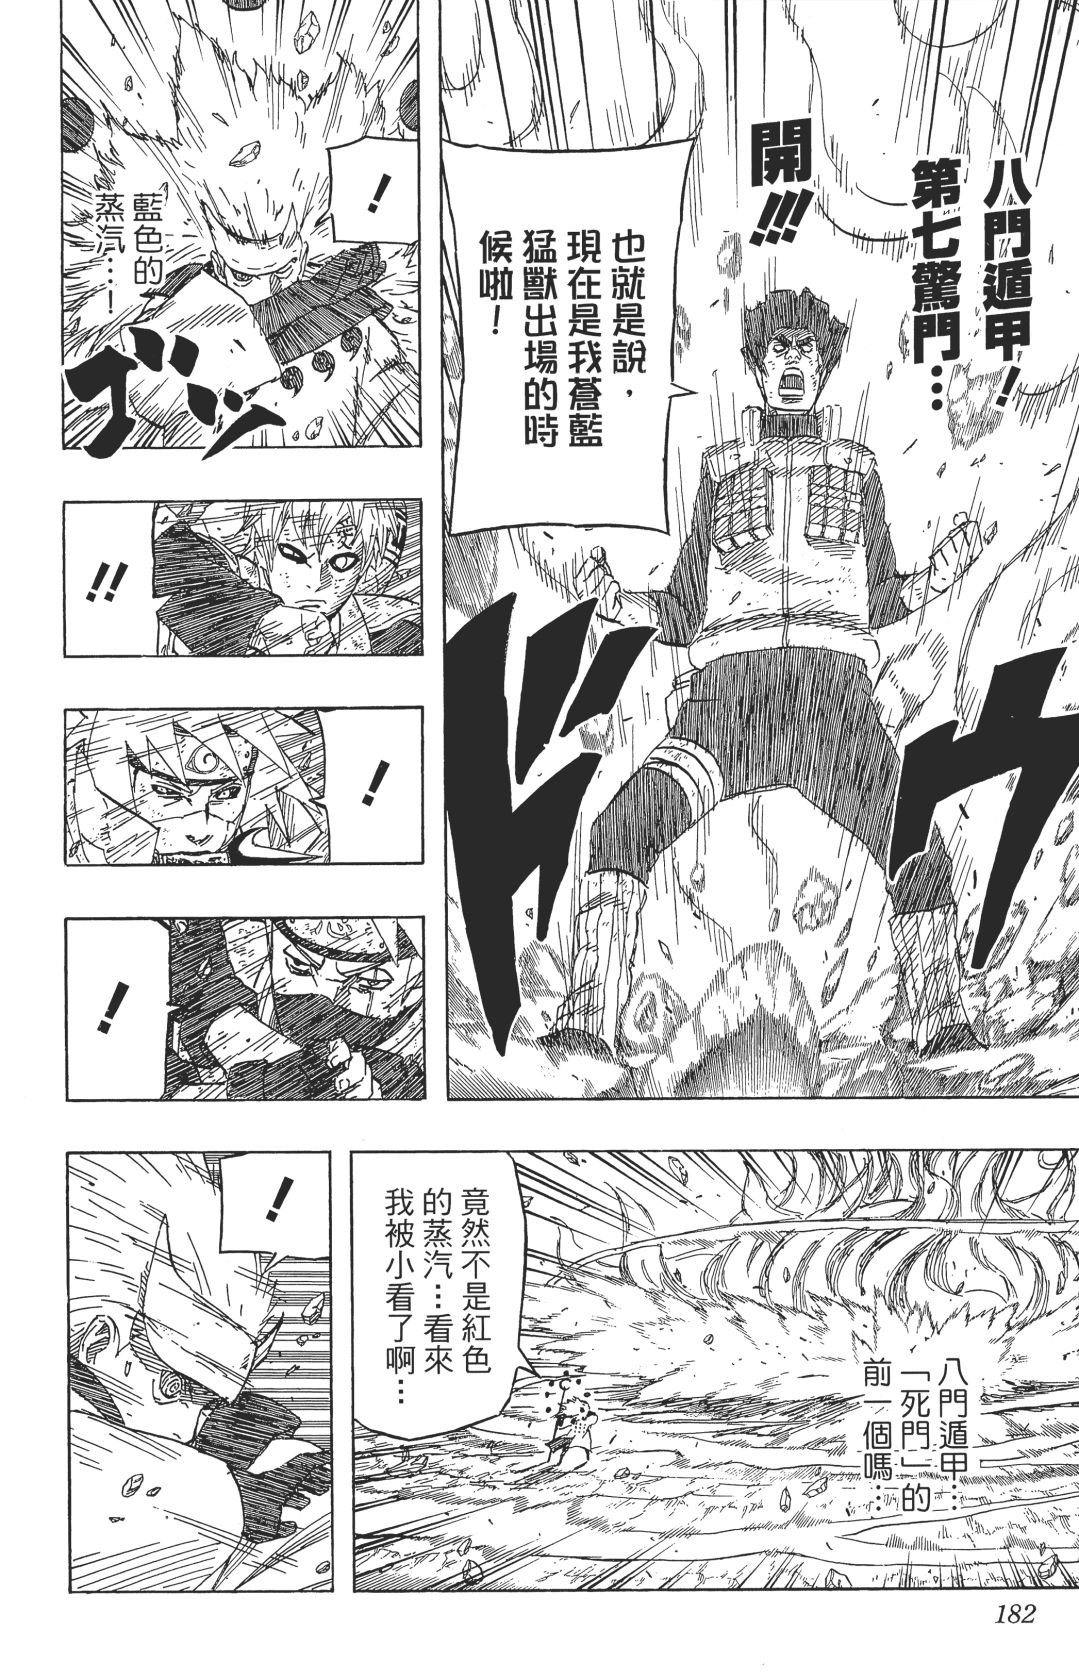 八門遁甲！
第七驚門…
開!!!
也就是說，
現在是我蒼藍
猛獸出場的時
候啦！
ドッ
！
藍色的
蒸汽…！
ゴッ
!!
！
！
八門遁甲…
「死門」的
前一個嗎…
竟然不是紅色
的蒸汽…看來
我被小看了啊…
！
182